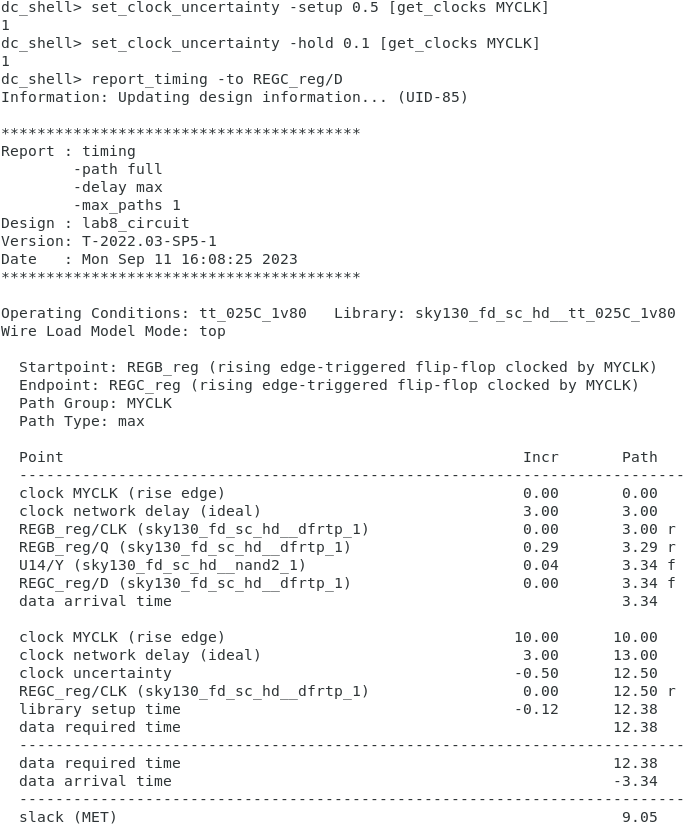 dc_shell> set_clock_uncertainty -setup 0.5 [get_clocks MYCLK]
1
dc_shell> set_clock_uncertainty -hold 0.1 [get_clocks MYCLK]
1
dc_shell> report_timing -to REGC_reg/D
Information: Updating design information... (UID-85)

****************************************
Report : timing
        -path full
        -delay max
        -max_paths 1
Design : lab8_circuit
Version: T-2022.03-SP5-1
Date   : Mon Sep 11 16:08:25 2023
****************************************

Operating Conditions: tt_025C_1v80   Library: sky130_fd_sc_hd__tt_025C_1v80
Wire Load Model Mode: top

  Startpoint: REGB_reg (rising edge-triggered flip-flop clocked by MYCLK)
  Endpoint: REGC_reg (rising edge-triggered flip-flop clocked by MYCLK)
  Path Group: MYCLK
  Path Type: max

  Point                                                   Incr       Path
  --------------------------------------------------------------------------
  clock MYCLK (rise edge)                                 0.00       0.00
  clock network delay (ideal)                             3.00       3.00
  REGB_reg/CLK (sky130_fd_sc_hd__dfrtp_1)                 0.00       3.00 r
  REGB_reg/Q (sky130_fd_sc_hd__dfrtp_1)                   0.29       3.29 r
  U14/Y (sky130_fd_sc_hd__nand2_1)                        0.04       3.34 f
  REGC_reg/D (sky130_fd_sc_hd__dfrtp_1)                   0.00       3.34 f
  data arrival time                                                  3.34

  clock MYCLK (rise edge)                                10.00      10.00
  clock network delay (ideal)                             3.00      13.00
  clock uncertainty                                      -0.50      12.50
  REGC_reg/CLK (sky130_fd_sc_hd__dfrtp_1)                 0.00      12.50 r
  library setup time                                     -0.12      12.38
  data required time                                                12.38
  --------------------------------------------------------------------------
  data required time                                                12.38
  data arrival time                                                 -3.34
  --------------------------------------------------------------------------
  slack (MET)                                                        9.05